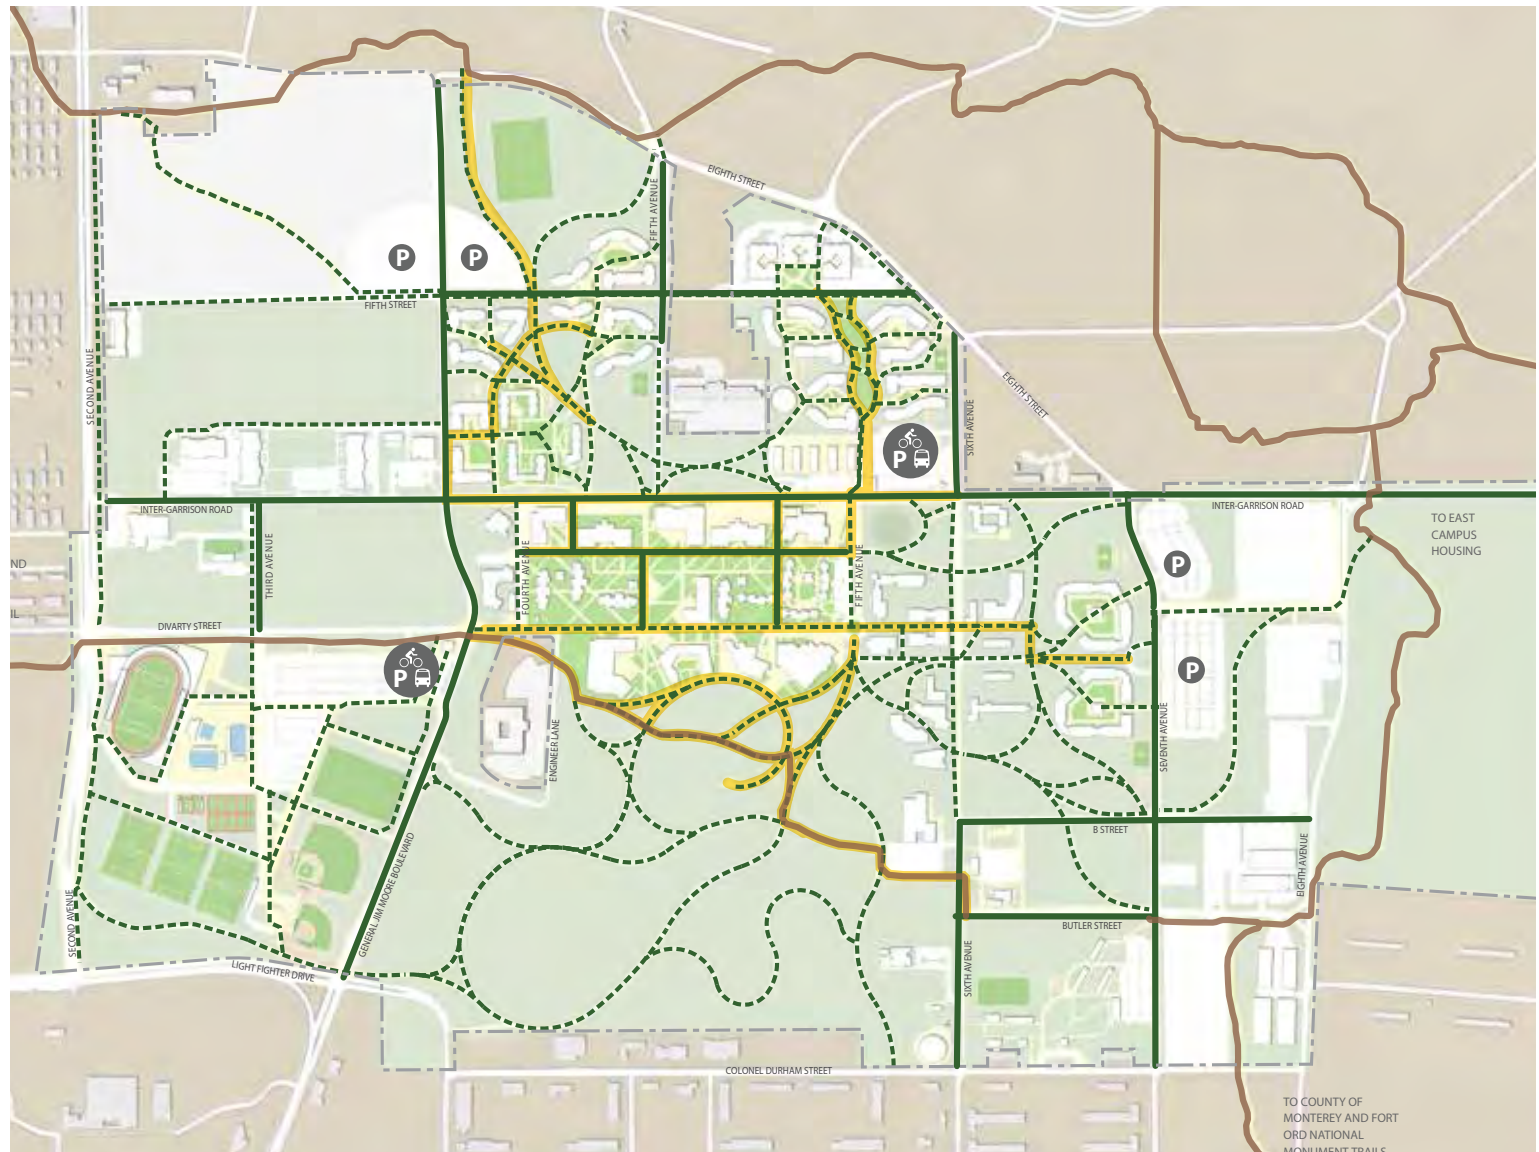 EIGHTH STREET
FIFTH AVENUE
P
P
FIFTH STREET
SECOND AVENUE
EIGHTH STREET
SIXTH AVENUE
P
INTER-GARRISON ROAD
INTER-GARRISON ROAD
TO EAST
CAMPUS
HOUSING
ND
THIRD AVENUE
FOURTH AVENUE
FIFTH AVENUE
P
IL
DIVARTY STREET
P
P
ENGINEER LANE
SEVENTH AVENUE
B STREET
GENERAL JIM MOORE BOULEVARD
EIGHTH AVENUE
SECOND AVENUE
BUTLER STREET
LIGHT FIGHTER DRIVE
SIXTH AVENUE
COLONEL DURHAM STREET
TO COUNTY OF
MONTEREY AND FORT
ORD NATIONAL
MONUMENT TRAILS